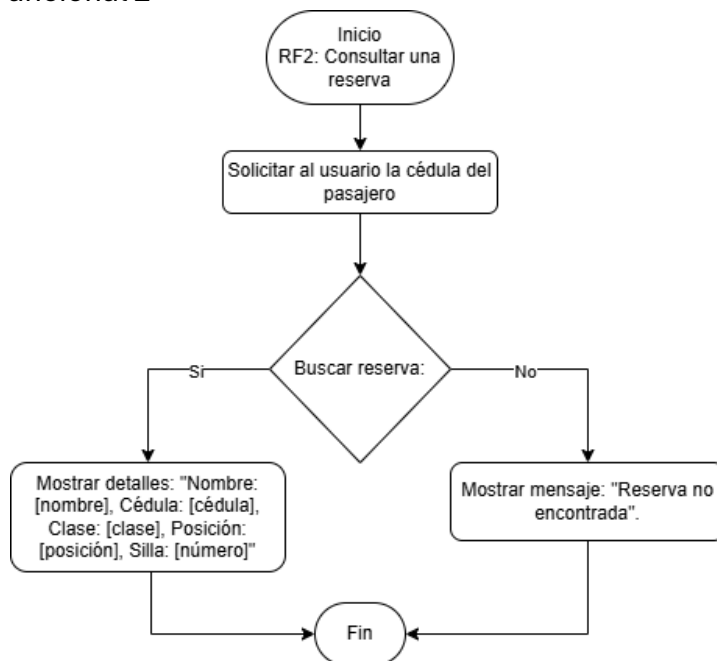 Inicio
RF2: Consultar una
reserva
Solicitar al usuario la cédula del
pasajero
Buscar reserva:
Si
No
Mostrar detalles: "Nombre:
[nombre], Cédula: [cédula],
Clase: [clase], Posición:
[posición], Silla: [número]"
Mostrar mensaje: "Reserva no
encontrada".
Fin